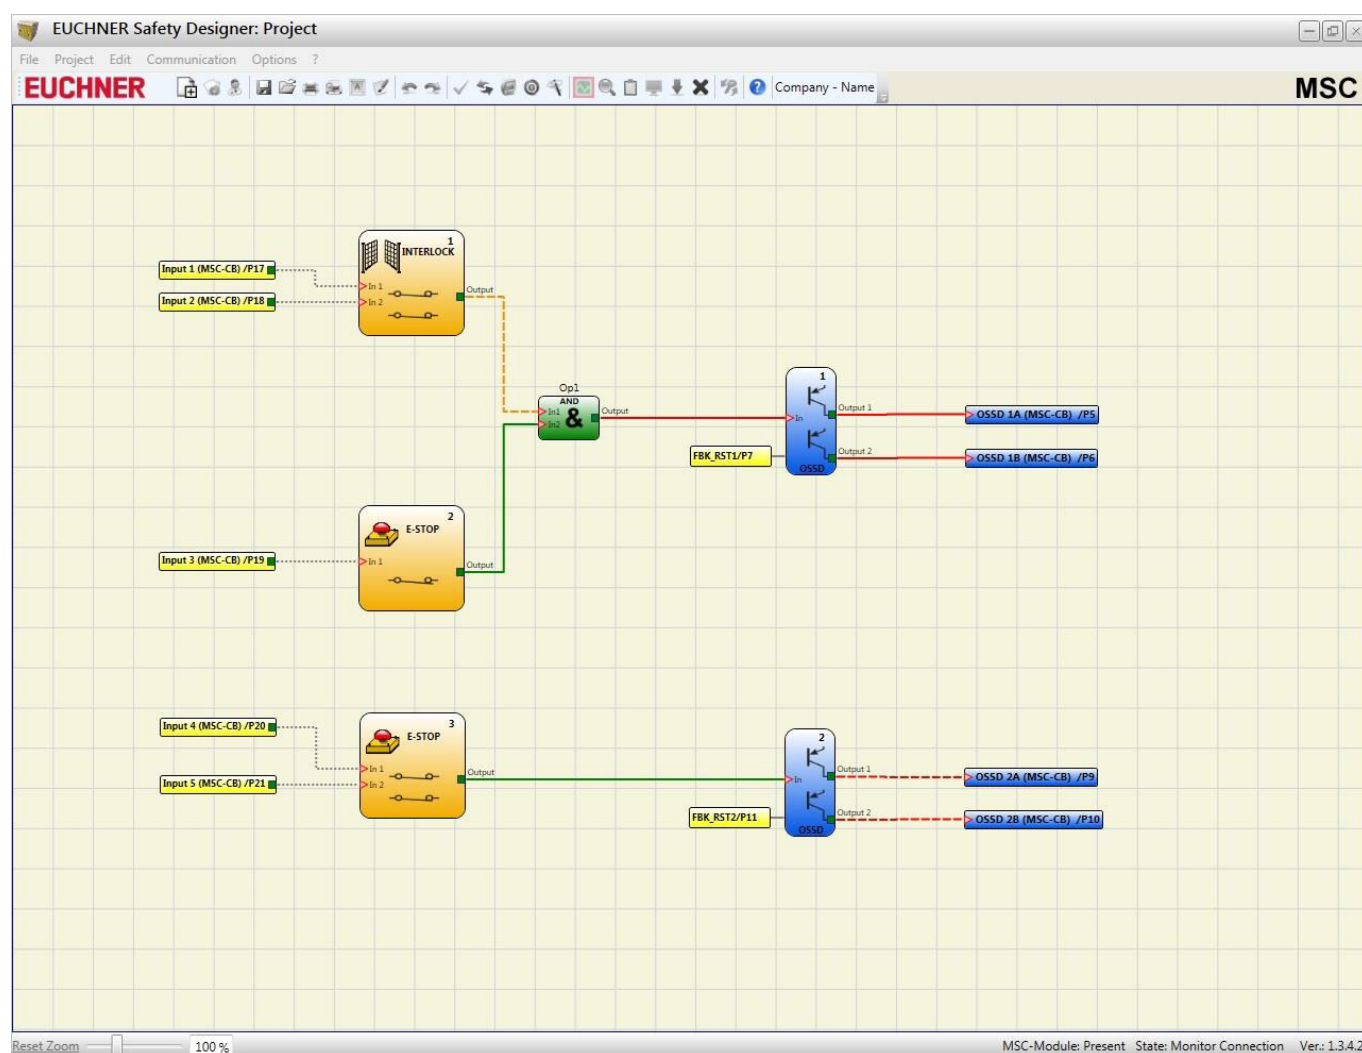 EUCHNER Safety Designer: Project
File Project Edit Communication Options ?
EUCHNER Company - Name MSC
1
INTERLOCK
Input 1 (MSC-CB) /P17
In 1
Output
Input 2 (MSC-CB) /P18
In 2
1
Op1
AND
In1
&
Output
In2
In
Output 1
OSSD 1A (MSC-CB) /P5
FBK_RST1/P7
Output 2
OSSD 1B (MSC-CB) /P6
OSSD
2
E-STOP
Input 3 (MSC-CB) /P19
In 1
Output
3
E-STOP
Input 4 (MSC-CB) /P20
In 1
Output
Input 5 (MSC-CB) /P21
In 2
2
In
Output 1
OSSD 2A (MSC-CB) /P9
FBK_RST2/P11
Output 2
OSSD 2B (MSC-CB) /P10
OSSD
Reset Zoom 100 % MSC-Module: Present State: Monitor Connection Ver.: 1.3.4.2